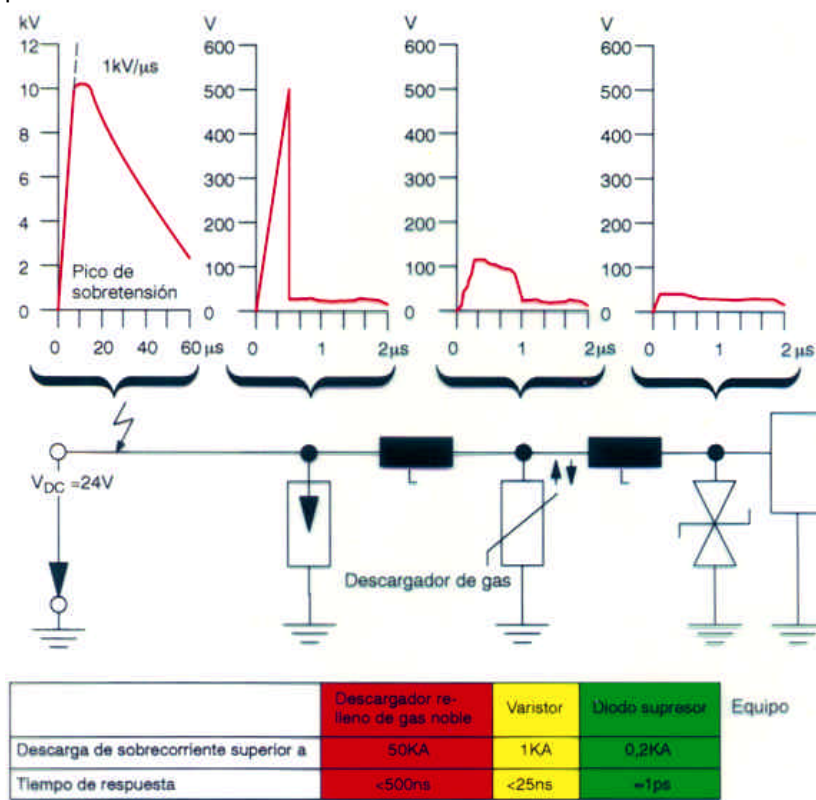 kV
12
10
8
6
4
2
0
1kV/µs
Pico de
sobretensión
0 20 40 60 µs
V
600
500
400
300
200
100
0
0 1 2 µs
V
600
500
400
300
200
100
0
0 1 2 µs
V
600
500
400
300
200
100
0
0 1 2 µs
VDC =24V
L
L
Descargador de gas
Descargador re-
lleno de gas noble
Varistor
Diodo supresor
Equipo
Descarga de sobrecorriente superior a
50KA
1KA
0,2KA
Tiempo de respuesta
<500ns
<25ns
=1ps